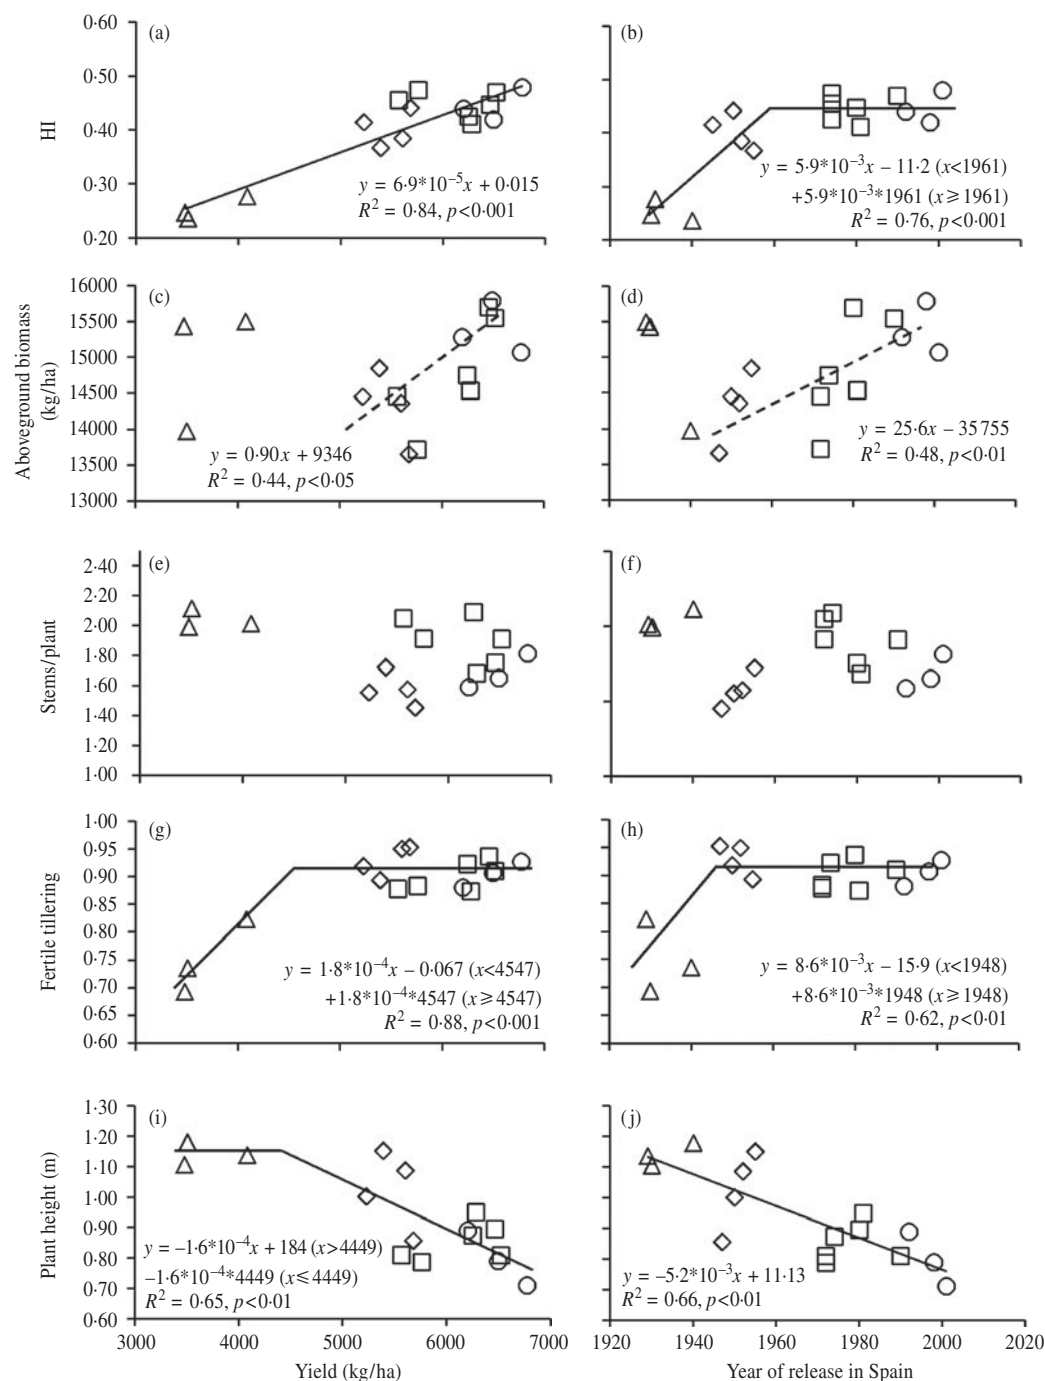 0·60
0·50
0·40
0·30
0·20
HI
(a)
y = 6·9*10⁻⁵x + 0·015
R² = 0·84, p<0·001
(b)
y = 5·9*10⁻³x – 11·2 (x<1961)
+5·9*10⁻³*1961 (x ≥ 1961)
R² = 0·76, p<0·001
16000
15500
15000
14500
14000
13500
13000
Aboveground biomass
(kg/ha)
(c)
y = 0·90x + 9346
R² = 0·44, p<0·05
(d)
y = 25·6x – 35 755
R² = 0·48, p<0·01
2·40
2·20
2·00
1·80
1·60
1·40
1·20
1·00
Stems/plant
(e)
(f)
1·00
0·95
0·90
0·85
0·80
0·75
0·70
0·65
0·60
Fertile tillering
(g)
y = 1·8*10⁻⁴x – 0·067 (x<4547)
+1·8*10⁻⁴*4547 (x ≥ 4547)
R² = 0·88, p<0·001
(h)
y = 8·6*10⁻³x – 15·9 (x<1948)
+8·6*10⁻³*1948 (x ≥ 1948)
R² = 0·62, p<0·01
1·30
1·20
1·10
1·00
0·90
0·80
0·70
0·60
Plant height (m)
(i)
y = –1·6*10⁻⁴x + 184 (x>4449)
–1·6*10⁻⁴*4449 (x ≤ 4449)
R² = 0·65, p<0·01
(j)
y = –5·2*10⁻³x + 11·13
R² = 0·66, p<0·01
3000 4000 5000 6000 7000
Yield (kg/ha)
1920 1940 1960 1980 2000 2020
Year of release in Spain